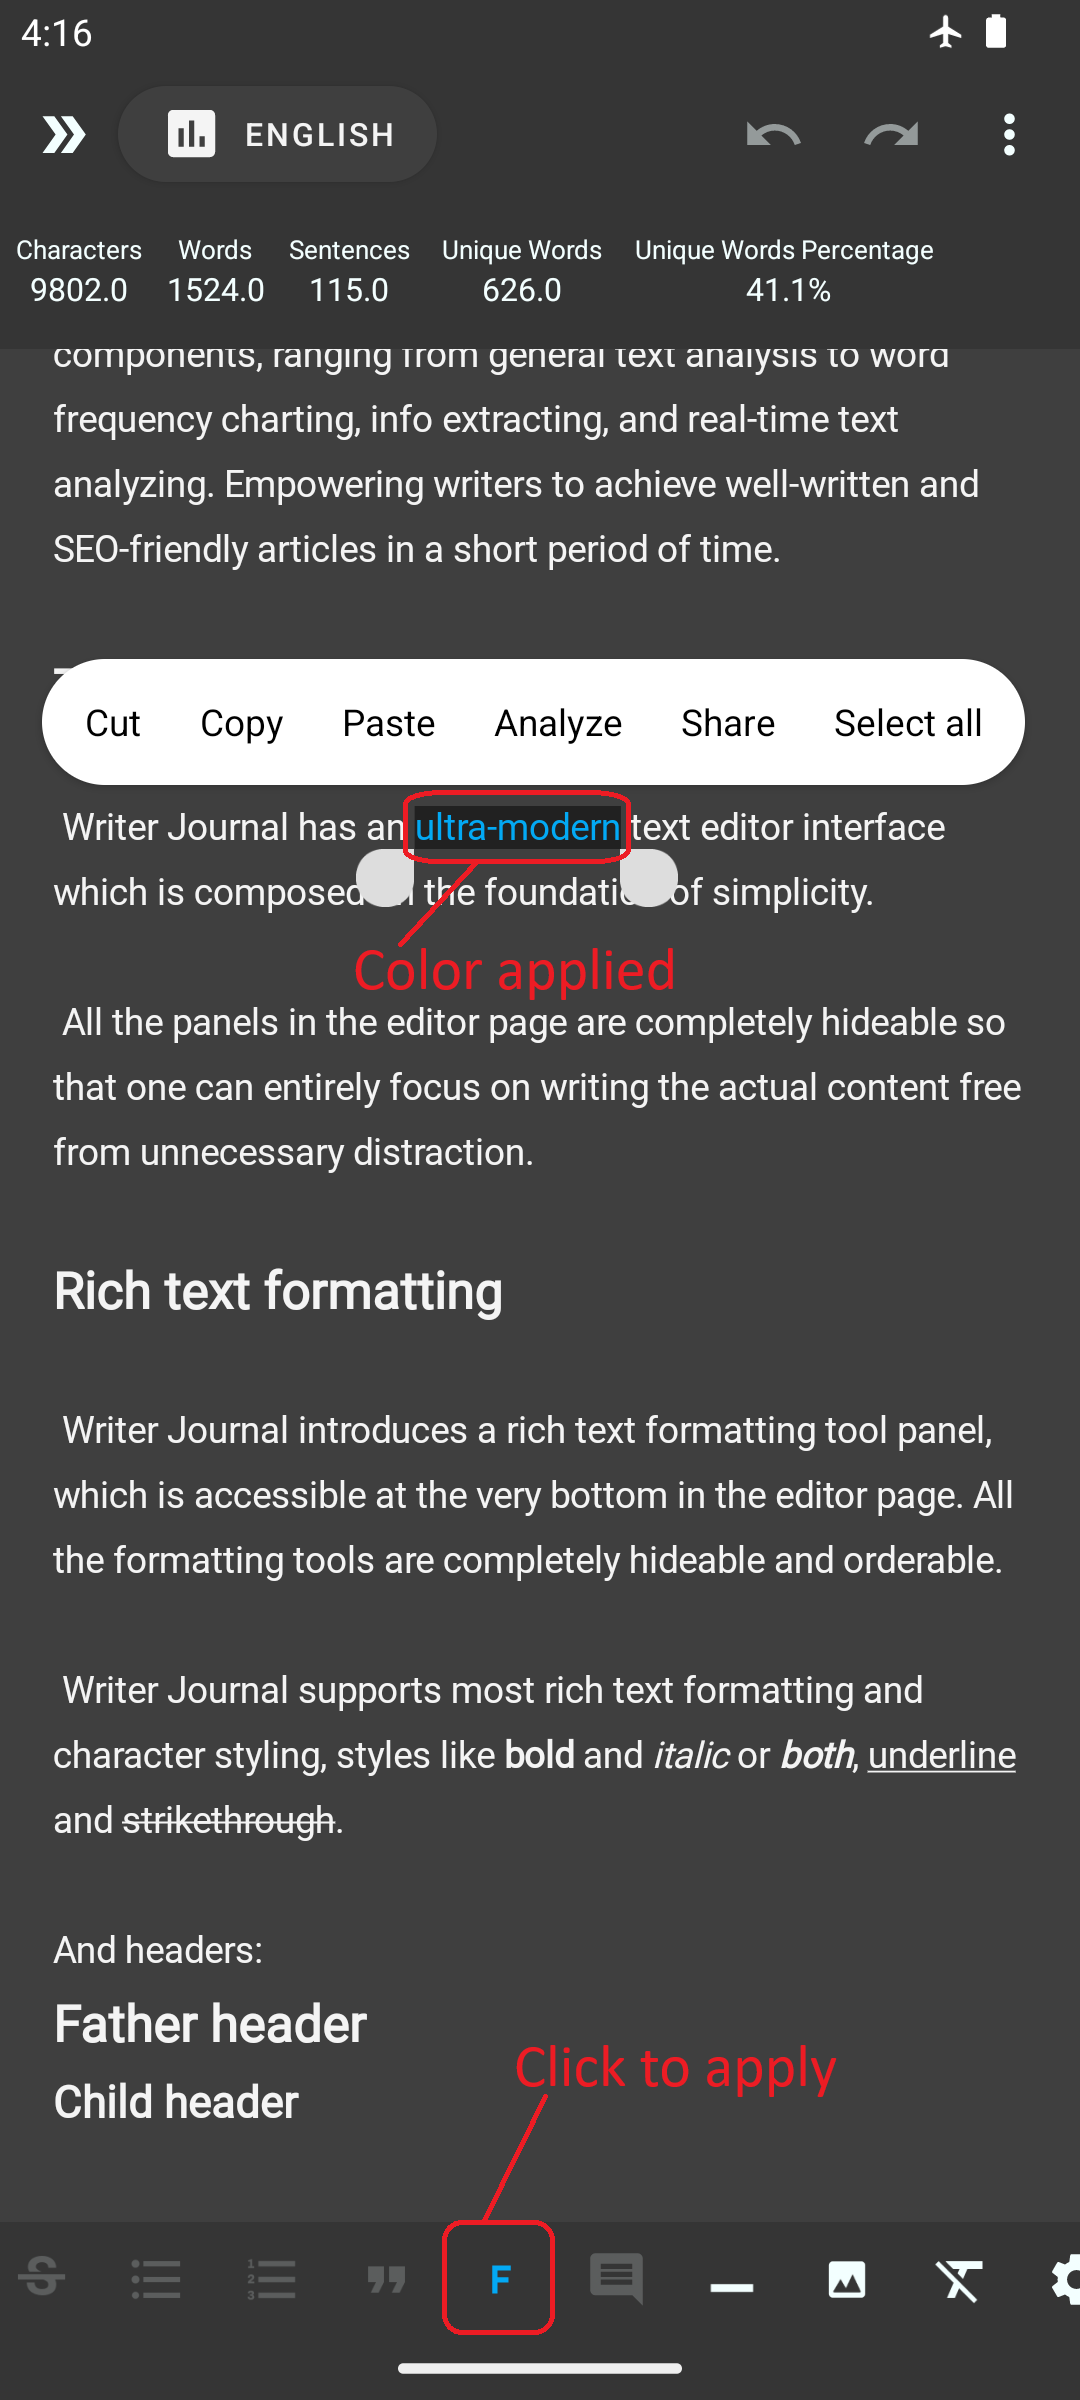 4:16
ENGLISH
Characters Words Sentences Unique Words Unique Words Percentage
9802.0 1524.0 115.0 626.0 41.1%
components, ranging from general text analysis to word
frequency charting, info extracting, and real-time text
analyzing. Empowering writers to achieve well-written and
SEO-friendly articles in a short period of time.
Cut Copy Paste Analyze Share Select all
Writer Journal has an ultra-modern text editor interface
which is composed the foundati of simplicity.
Color applied
All the panels in the editor page are completely hideable so
that one can entirely focus on writing the actual content free
from unnecessary distraction.
Rich text formatting
Writer Journal introduces a rich text formatting tool panel,
which is accessible at the very bottom in the editor page. All
the formatting tools are completely hideable and orderable.
Writer Journal supports most rich text formatting and
character styling, styles like bold and italic or both, underline
and strikethrough.
And headers:
Father header
Click to apply
Child header
S 1 2 3 F